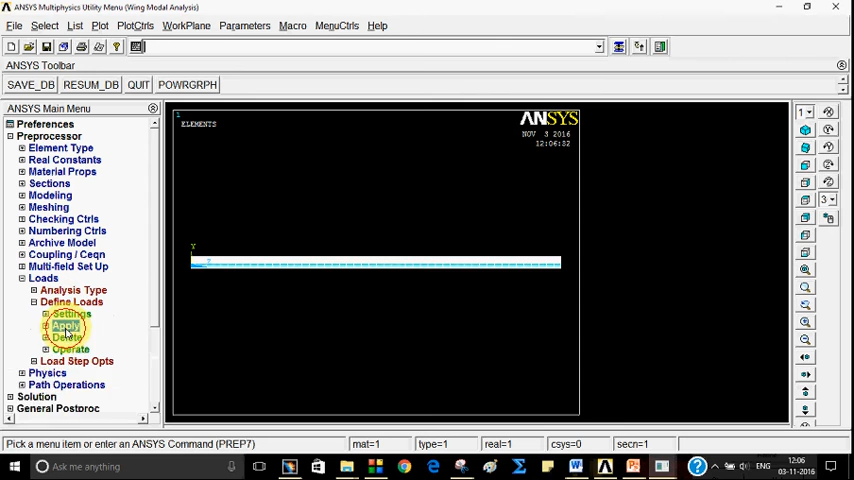 ANSYS Multiphysics Utility Menu (Wing Modal Analysis)
File Select List Plot PlotCtrls WorkPlane Parameters Macro MenuCtrls Help
ANSYS Toolbar
SAVE_DB RESUM_DB QUIT POWRGRPH
ANSYS Main Menu
Preferences
Preprocessor
Element Type
Real Constants
Material Props
Sections
Modeling
Meshing
Checking Ctrls
Numbering Ctrls
Archive Model
Coupling / Ceqn
Multi-field Set Up
Loads
Analysis Type
Define Loads
Settings
Apply
Delete
Operate
Load Step Opts
Physics
Path Operations
Solution
General Postproc
1
ELEMENTS
ANSYS
NOV 3 2016
12:06:32
Y
Z
1
3
Pick a menu item or enter an ANSYS Command (PREP7)
mat=1 type=1 real=1 csys=0 secn=1
Ask me anything
ENG
12:06
03-11-2016